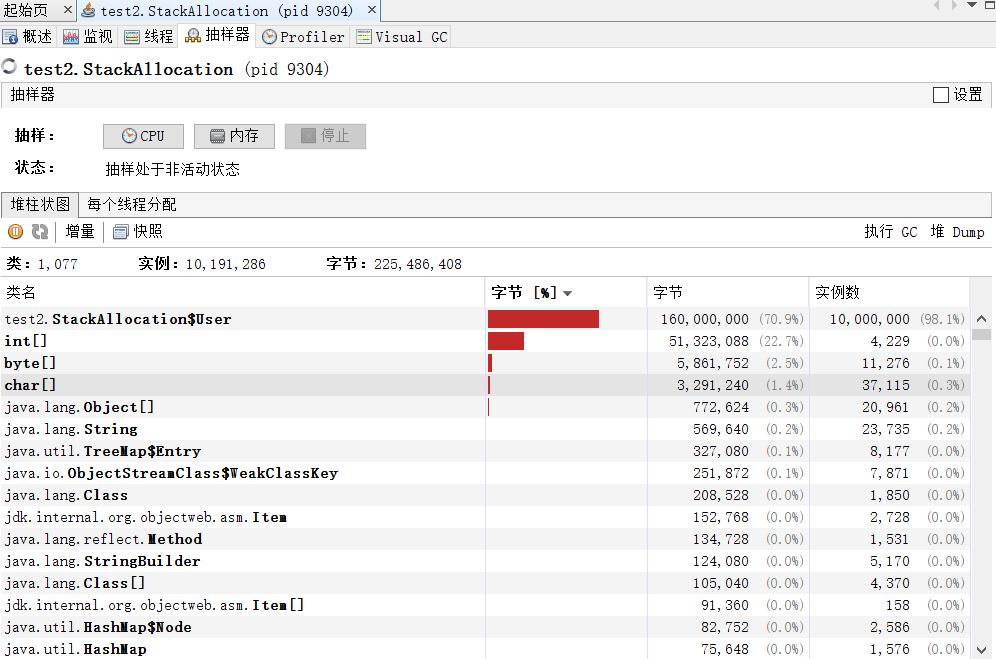 起始页 × test2.StackAllocation (pid 9304) ×
概述 监视 线程 抽样器 Profiler Visual GC
test2.StackAllocation (pid 9304)
抽样器 设置
抽样： CPU 内存 停止
状态： 抽样处于非活动状态
堆柱状图 每个线程分配
增量 快照 执行 GC 堆 Dump
类：1,077 实例：10,191,286 字节：225,486,408
类名 字节 [%] 字节 实例数
test2.StackAllocation$User 160,000,000 (70.9%) 10,000,000 (98.1%)
int[] 51,323,088 (22.7%) 4,229 (0.0%)
byte[] 5,861,752 (2.5%) 11,276 (0.1%)
char[] 3,291,240 (1.4%) 37,115 (0.3%)
java.lang.Object[] 772,624 (0.3%) 20,961 (0.2%)
java.lang.String 569,640 (0.2%) 23,735 (0.2%)
java.util.TreeMap$Entry 327,080 (0.1%) 8,177 (0.0%)
java.io.ObjectStreamClass$WeakClassKey 251,872 (0.1%) 7,871 (0.0%)
java.lang.Class 208,528 (0.0%) 1,850 (0.0%)
jdk.internal.org.objectweb.asm.Item 152,768 (0.0%) 2,728 (0.0%)
java.lang.reflect.Method 134,728 (0.0%) 1,531 (0.0%)
java.lang.StringBuilder 124,080 (0.0%) 5,170 (0.0%)
java.lang.Class[] 105,040 (0.0%) 4,370 (0.0%)
jdk.internal.org.objectweb.asm.Item[] 91,360 (0.0%) 158 (0.0%)
java.util.HashMap$Node 82,752 (0.0%) 2,586 (0.0%)
java.util.HashMap 75,648 (0.0%) 1,576 (0.0%)